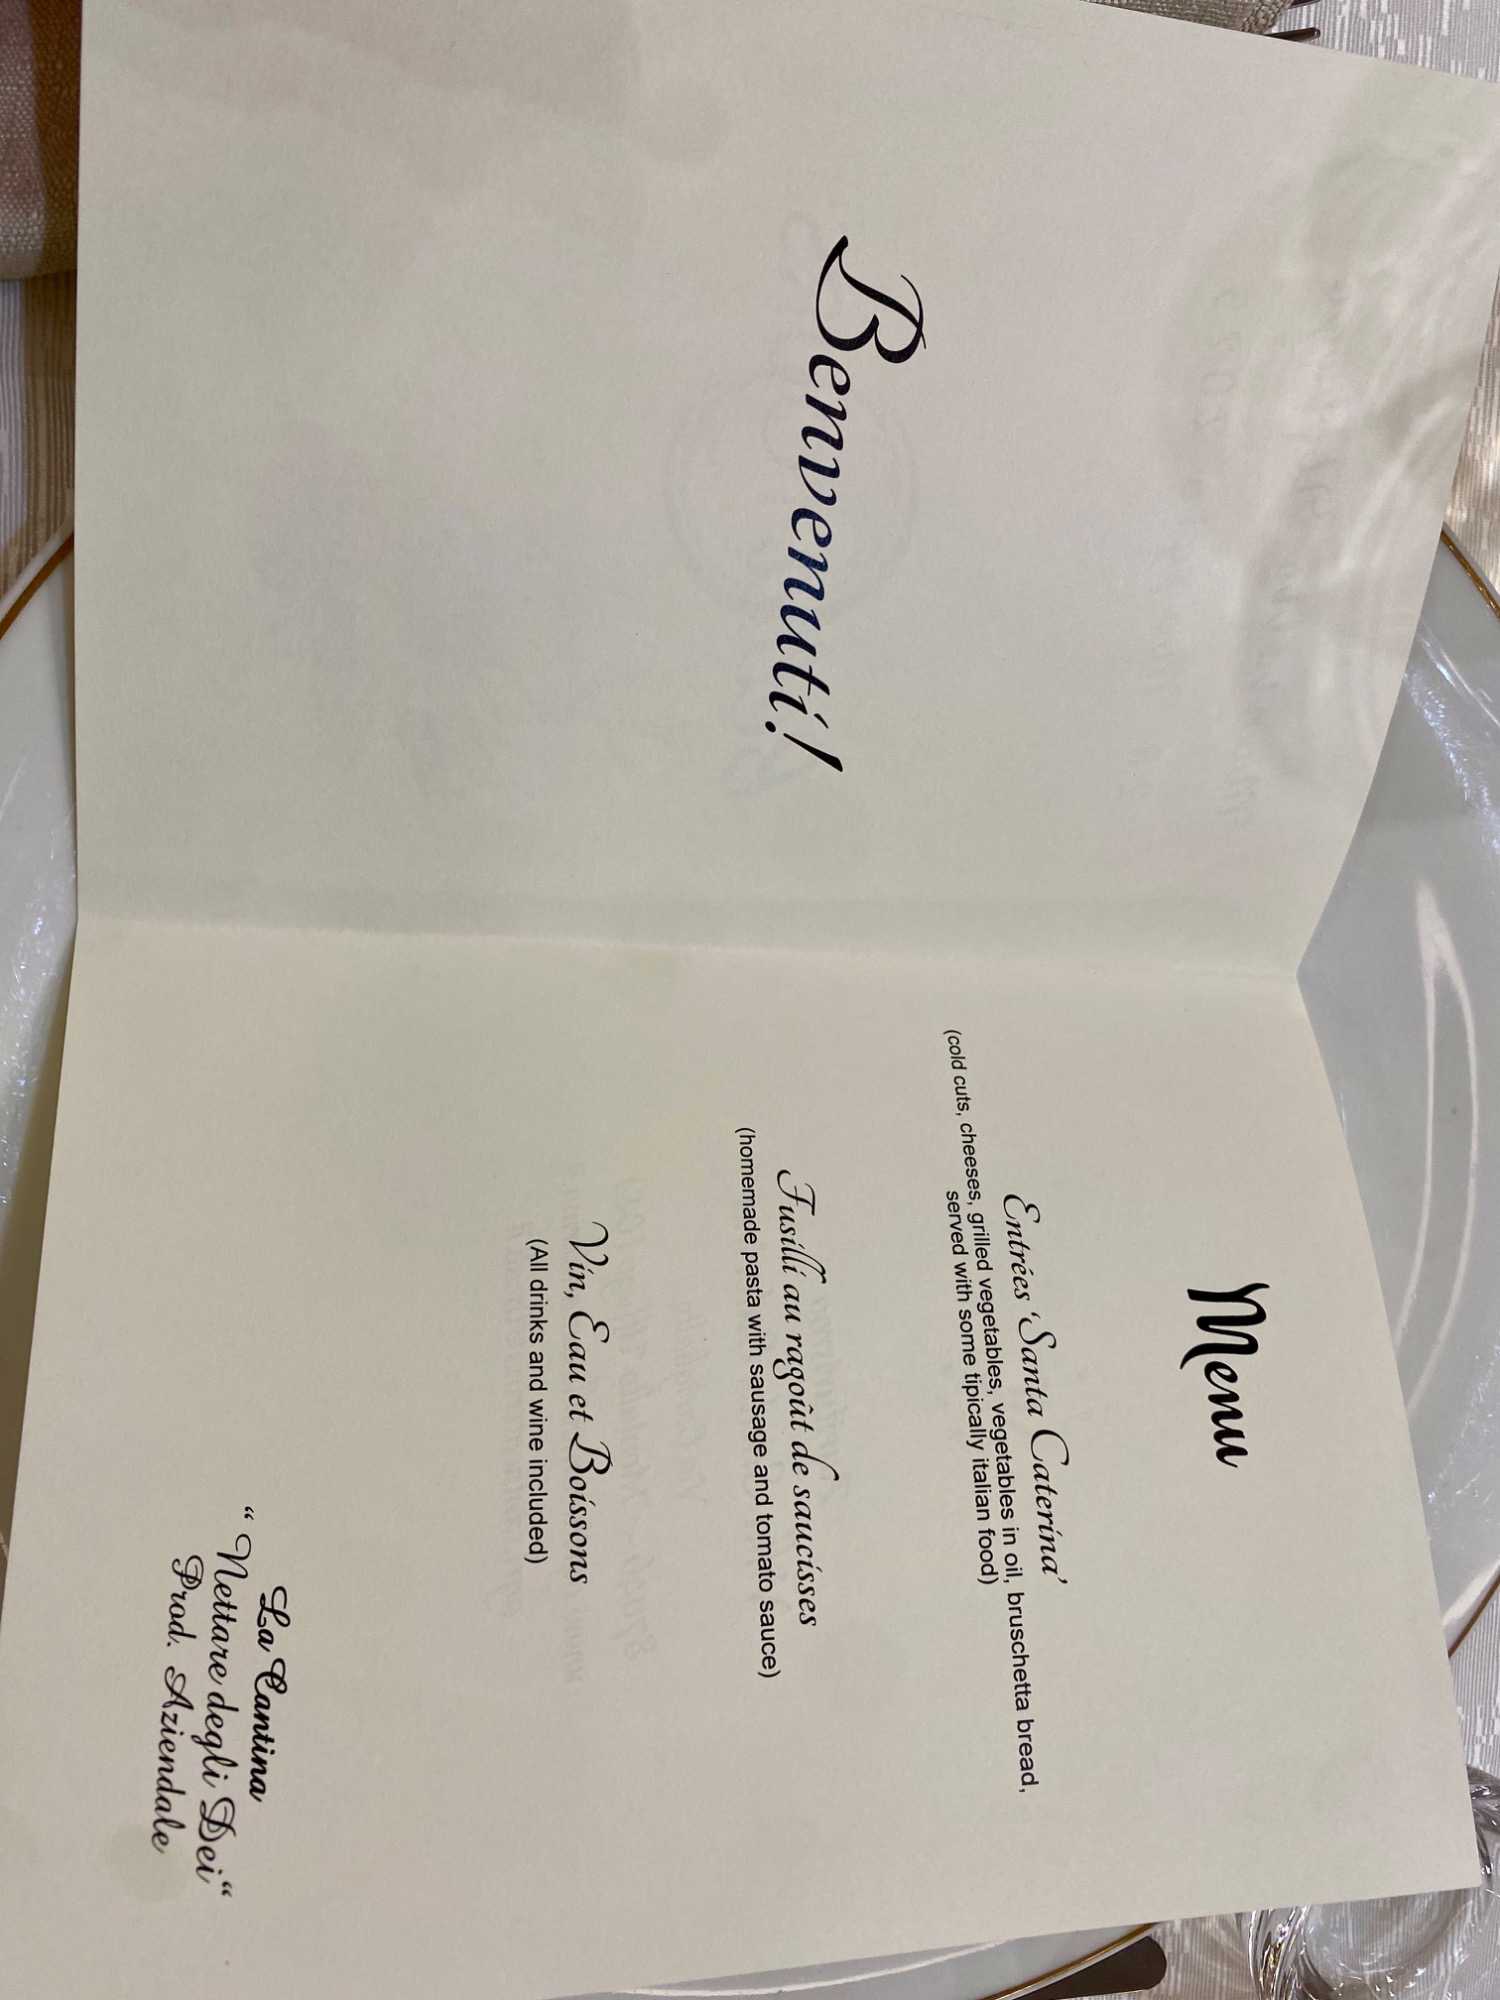 Benvenuti!
Menu
Entrées 'Santa Caterina'
(cold cuts, cheeses, grilled vegetables, vegetables in oil, bruschetta bread,
served with some tipically italian food)
Fusilli au ragoût de saucisses
(homemade pasta with sausage and tomato sauce)
Vin, Eau et Boissons
(All drinks and wine included)
La Cantina
“ Nettare degli Dei“
Prod. Aziendale